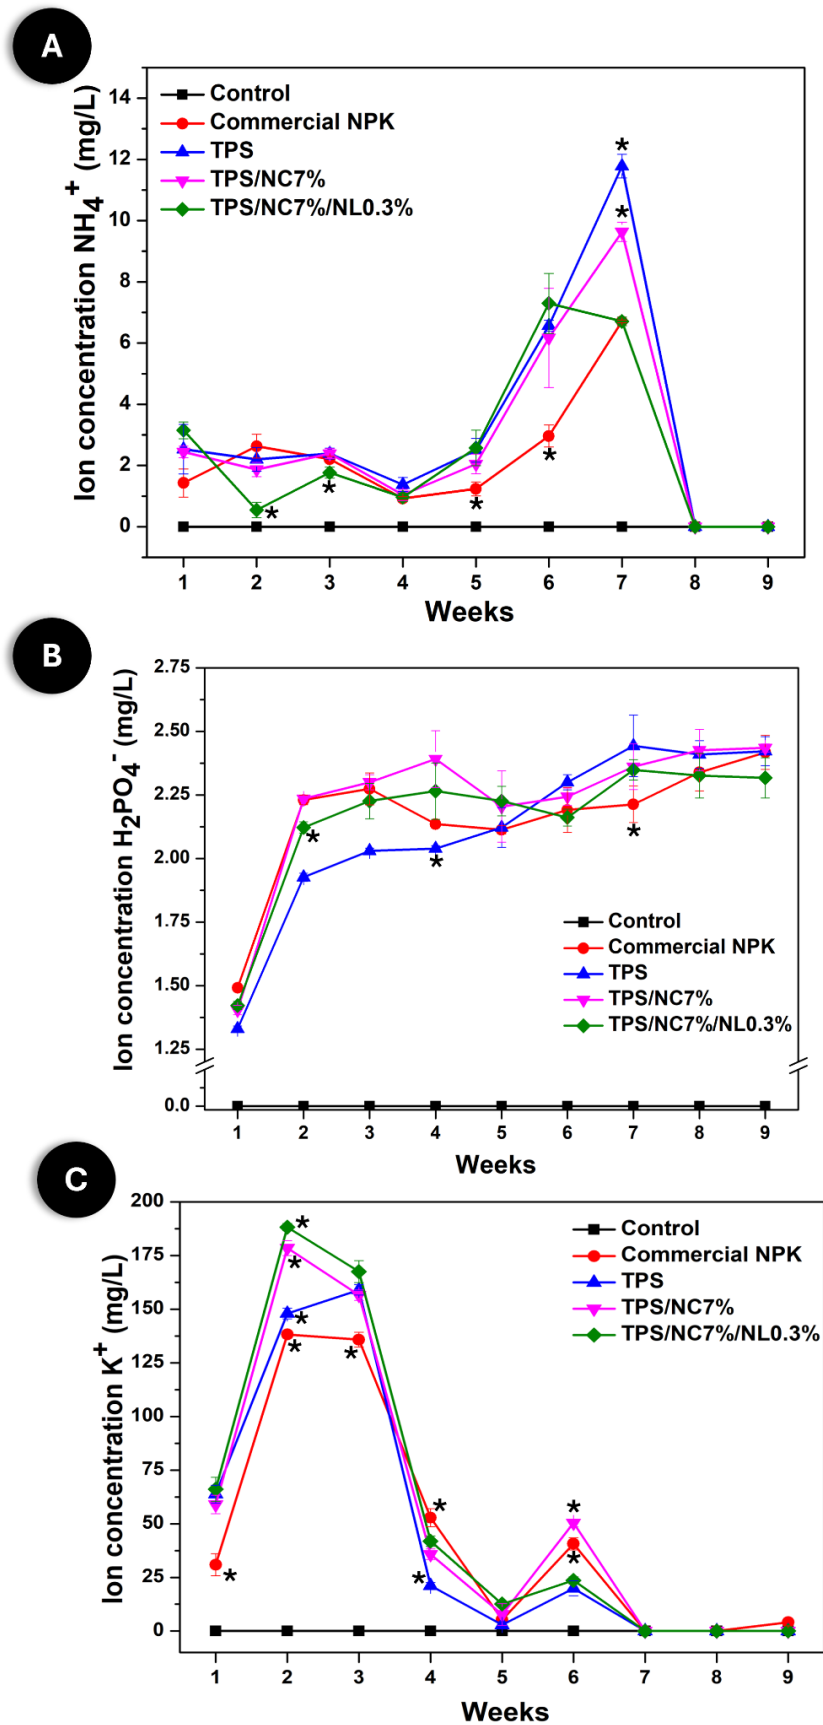 A
Ion concentration NH4+ (mg/L)
Control
Commercial NPK
TPS
TPS/NC7%
TPS/NC7%/NL0.3%
14
12
10
8
6
4
2
0
*
*
*
*
*
*
1 2 3 4 5 6 7 8 9
Weeks
B
Ion concentration H2PO4- (mg/L)
2.75
2.50
2.25
2.00
1.75
1.50
1.25
0.0
*
*
*
Control
Commercial NPK
TPS
TPS/NC7%
TPS/NC7%/NL0.3%
1 2 3 4 5 6 7 8 9
Weeks
C
Ion concentration K+ (mg/L)
200
175
150
125
100
75
50
25
0
Control
Commercial NPK
TPS
TPS/NC7%
TPS/NC7%/NL0.3%
*
*
*
*
*
*
*
*
*
*
1 2 3 4 5 6 7 8 9
Weeks